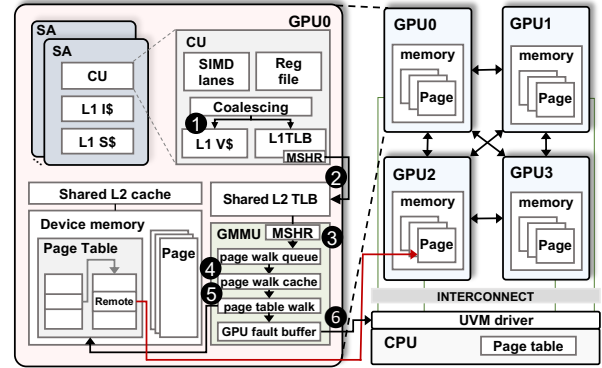 GPU0
SA
SA
CU
L1 I$
L1 S$
CU
SIMD
lanes
Reg
file
Coalescing
1
L1 V$
L1TLB
MSHR
2
Shared L2 cache
Shared L2 TLB
Device memory
Page Table
Remote
Page
GMMU
MSHR
3
page walk queue
4
page walk cache
5
page table walk
6
GPU fault buffer
GPU0
memory
Page
GPU1
memory
Page
GPU2
memory
Page
GPU3
memory
Page
INTERCONNECT
UVM driver
CPU
Page table